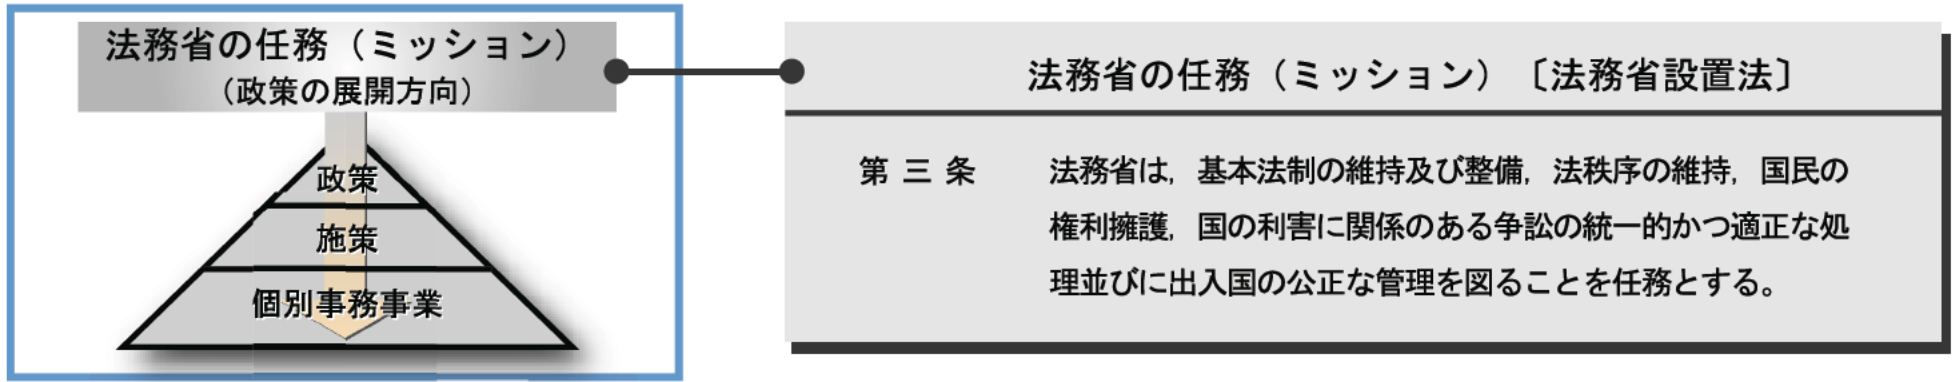 法務省の任務（ミッション）
（政策の展開方向）
政策
施策
個別事務事業
法務省の任務（ミッション）〔法務省設置法〕
第 三 条　法務省は，基本法制の維持及び整備，法秩序の維持，国民の
権利擁護，国の利害に関係のある争訟の統一的かつ適正な処
理並びに出入国の公正な管理を図ることを任務とする。